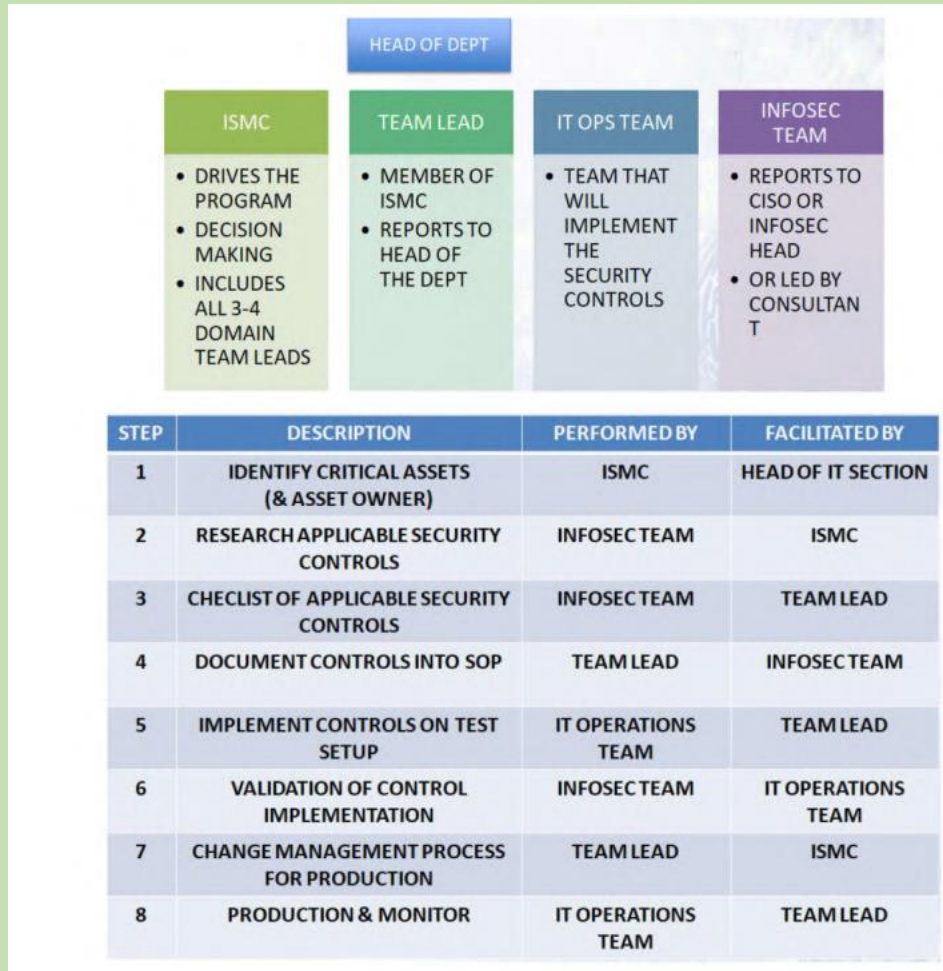 HEAD OF DEPT
ISMC
• DRIVES THE
PROGRAM
• DECISION
MAKING
• INCLUDES
ALL 3-4
DOMAIN
TEAM LEADS
TEAM LEAD
• MEMBER OF
ISMC
• REPORTS TO
HEAD OF
THE DEPT
IT OPS TEAM
• TEAM THAT
WILL
IMPLEMENT
THE
SECURITY
CONTROLS
INFOSEC
TEAM
• REPORTS TO
CISO OR
INFOSEC
HEAD
• OR LED BY
CONSULTAN
T
STEP DESCRIPTION PERFORMED BY FACILITATED BY
1 IDENTIFY CRITICAL ASSETS ISMC HEAD OF IT SECTION
(& ASSET OWNER)
2 RESEARCH APPLICABLE SECURITY INFOSEC TEAM ISMC
CONTROLS
3 CHECLIST OF APPLICABLE SECURITY INFOSEC TEAM TEAM LEAD
CONTROLS
4 DOCUMENT CONTROLS INTO SOP TEAM LEAD INFOSEC TEAM
5 IMPLEMENT CONTROLS ON TEST IT OPERATIONS TEAM LEAD
SETUP TEAM
6 VALIDATION OF CONTROL INFOSEC TEAM IT OPERATIONS
IMPLEMENTATION TEAM
7 CHANGE MANAGEMENT PROCESS TEAM LEAD ISMC
FOR PRODUCTION
8 PRODUCTION & MONITOR IT OPERATIONS TEAM LEAD
TEAM